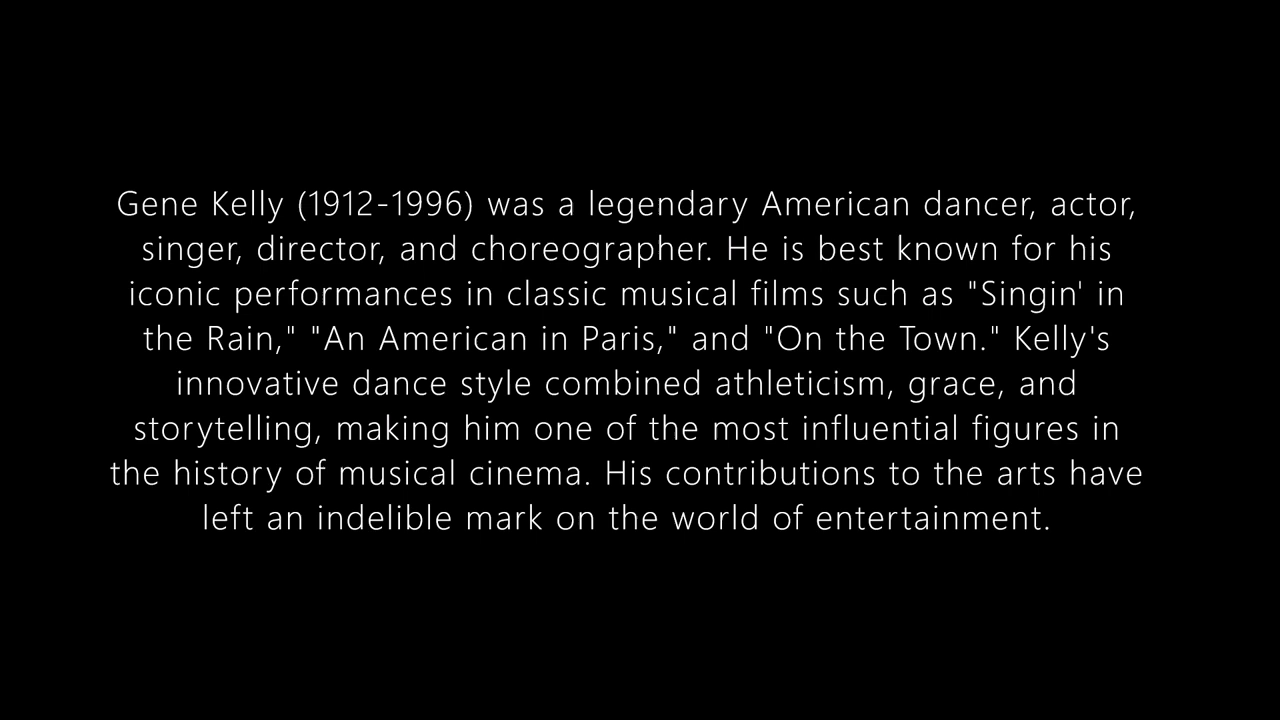 Gene Kelly (1912-1996) was a legendary American dancer, actor,
singer, director, and choreographer. He is best known for his
iconic performances in classic musical films such as "Singin' in
the Rain," "An American in Paris," and "On the Town." Kelly's
innovative dance style combined athleticism, grace, and
storytelling, making him one of the most influential figures in
the history of musical cinema. His contributions to the arts have
left an indelible mark on the world of entertainment.